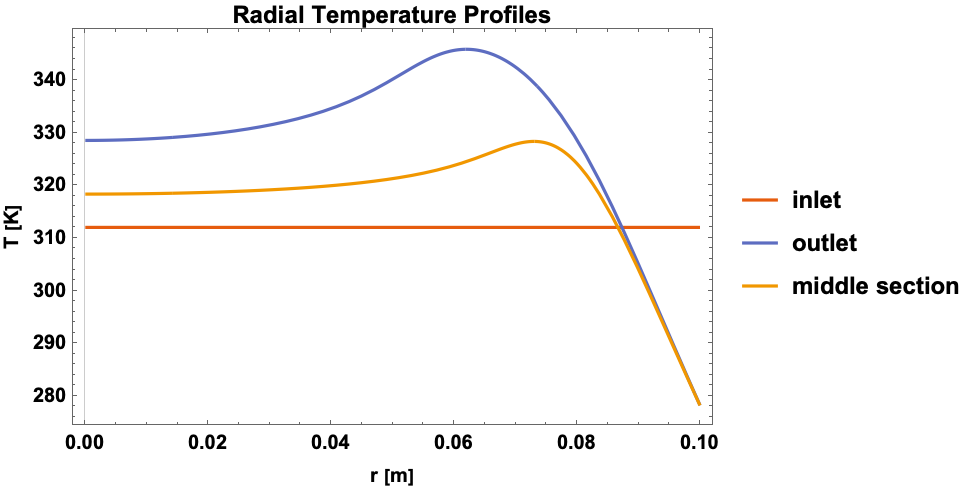 Radial Temperature Profiles
T [K]
340
330
320
310
300
290
280
0.00 0.02 0.04 0.06 0.08 0.10
r [m]
inlet
outlet
middle section